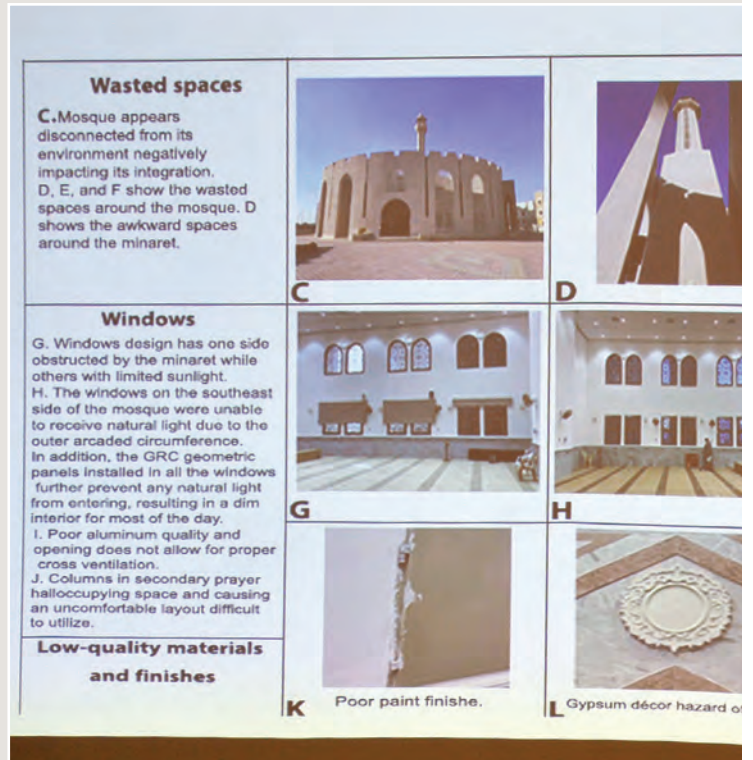 Wasted spaces
C.Mosque appears
disconnected from its
environment negatively
impacting its integration.
D, E, and F show the wasted
spaces around the mosque. D
shows the awkward spaces
around the minaret.
C
D
Windows
G. Windows design has one side
obstructed by the minaret while
others with limited sunlight.
H. The windows on the southeast
side of the mosque were unable
to receive natural light due to the
outer arcaded circumference.
In addition, the GRC geometric
panels installed in all the windows
further prevent any natural light
from entering, resulting in a dim
interior for most of the day.
I. Poor aluminum quality and
opening does not allow for proper
cross ventilation.
J. Columns in secondary prayer
halloccupying space and causing
an uncomfortable layout difficult
to utilize.
G
H
Low-quality materials
and finishes
K Poor paint finishe.
L Gypsum décor hazard of